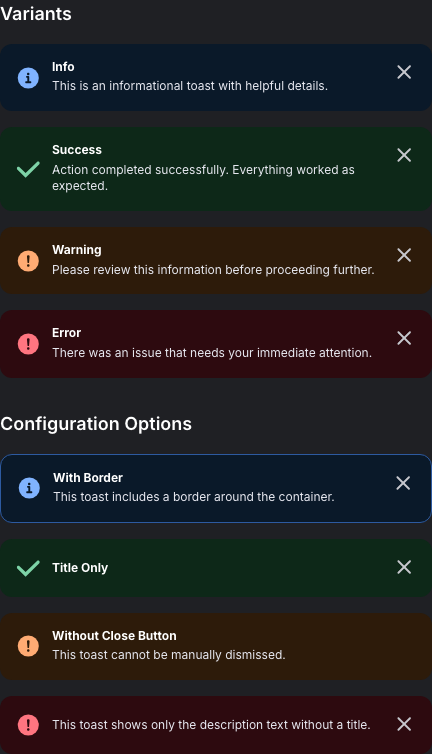 Variants
Info
This is an informational toast with helpful details.
Success
Action completed successfully. Everything worked as
expected.
Warning
Please review this information before proceeding further.
Error
There was an issue that needs your immediate attention.
Configuration Options
With Border
This toast includes a border around the container.
Title Only
Without Close Button
This toast cannot be manually dismissed.
This toast shows only the description text without a title.